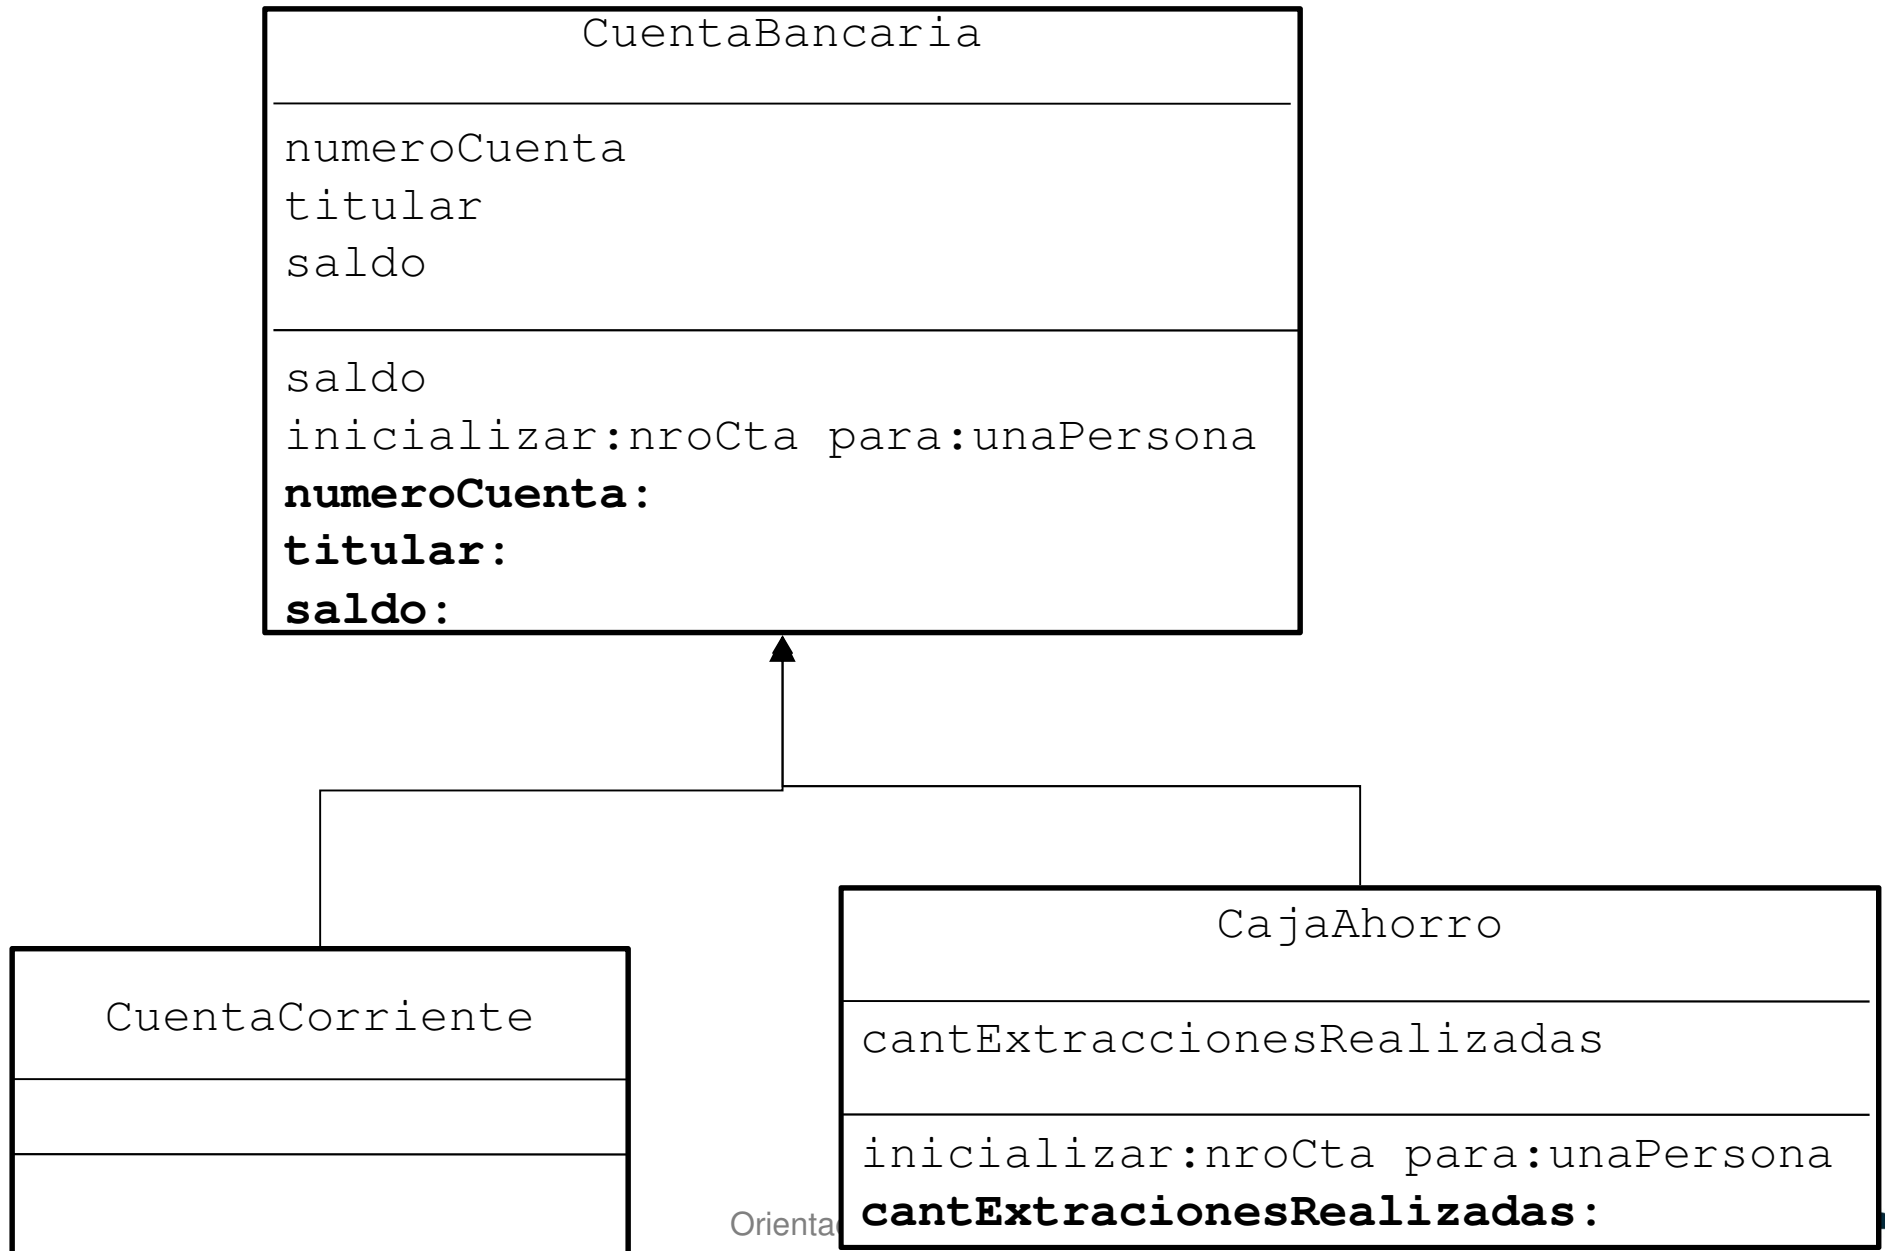 CuentaBancaria
numeroCuenta
titular
saldo
saldo
inicializar:nroCta para:unaPersona
numeroCuenta:
titular:
saldo:
CuentaCorriente
CajaAhorro
cantExtraccionesRealizadas
inicializar:nroCta para:unaPersona
cantExtracionesRealizadas: